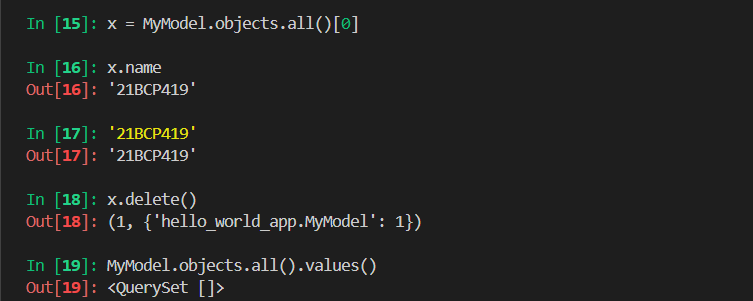 In [15]: x = MyModel.objects.all()[0]
In [16]: x.name
Out[16]: '21BCP419'
In [17]: '21BCP419'
Out[17]: '21BCP419'
In [18]: x.delete()
Out[18]: (1, {'hello_world_app.MyModel': 1})
In [19]: MyModel.objects.all().values()
Out[19]: <QuerySet []>